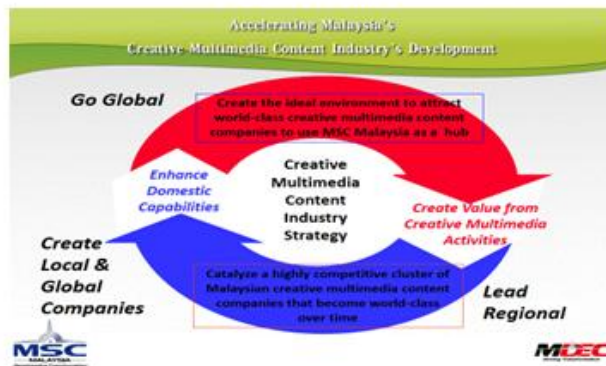 Accelerating Malaysia's
Creative Multimedia Content Industry's Development
Go Global
Create the ideal environment to attract
world-class creative multimedia content
companies to use MSC Malaysia as a hub
Enhance
Domestic
Capabilities
Creative
Multimedia
Content
Industry
Strategy
Create Value from
Creative Multimedia
Activities
Create
Local &
Global
Companies
Catalyze a highly competitive cluster of
Malaysian creative multimedia content
companies that become world-class
over time
Lead
Regional
MSC
MALAYSIA
MDEC